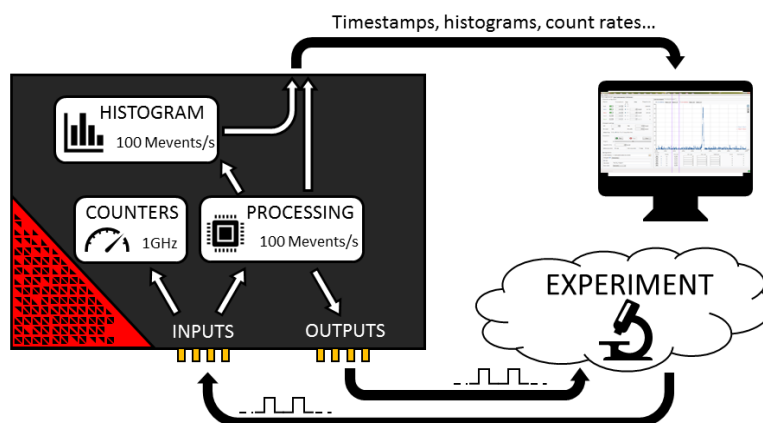 Timestamps, histograms, count rates...
HISTOGRAM
100 Mevents/s
COUNTERS
1GHz
PROCESSING
100 Mevents/s
INPUTS
OUTPUTS
EXPERIMENT